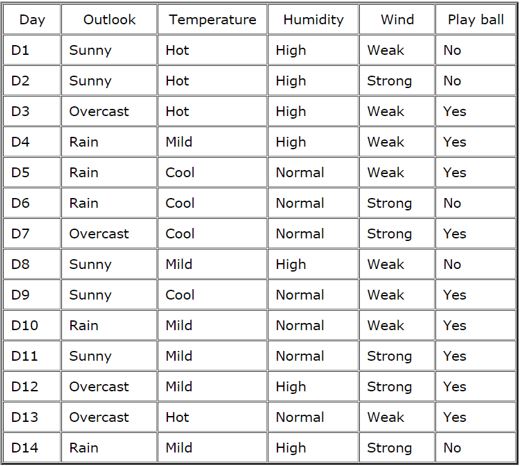 Day Outlook Temperature Humidity Wind Play ball
D1 Sunny Hot High Weak No
D2 Sunny Hot High Strong No
D3 Overcast Hot High Weak Yes
D4 Rain Mild High Weak Yes
D5 Rain Cool Normal Weak Yes
D6 Rain Cool Normal Strong No
D7 Overcast Cool Normal Strong Yes
D8 Sunny Mild High Weak No
D9 Sunny Cool Normal Weak Yes
D10 Rain Mild Normal Weak Yes
D11 Sunny Mild Normal Strong Yes
D12 Overcast Mild High Strong Yes
D13 Overcast Hot Normal Weak Yes
D14 Rain Mild High Strong No